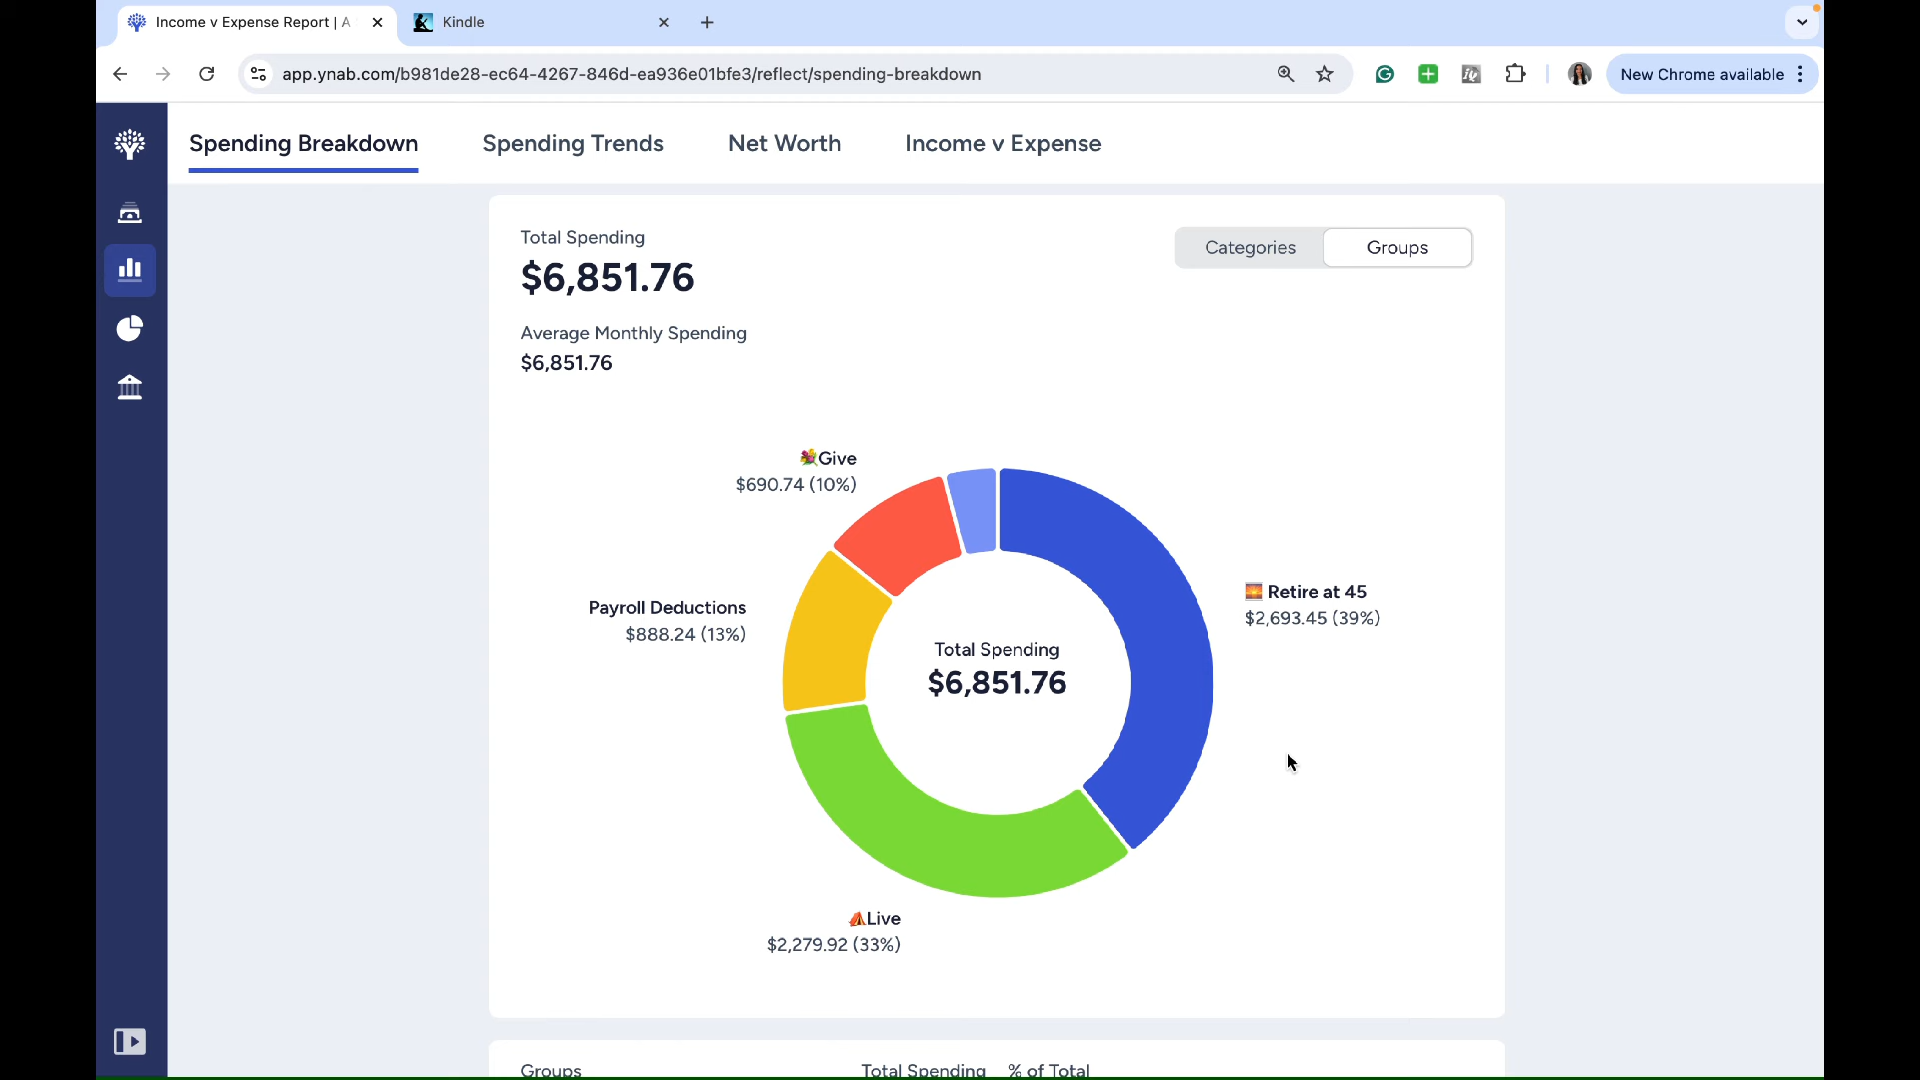 Income v Expense Report | A
Kindle
app.ynab.com/b981de28-ec64-4267-846d-ea936e01bfe3/reflect/spending-breakdown
New Chrome available
Spending Breakdown
Spending Trends
Net Worth
Income v Expense
Total Spending
$6,851.76
Categories
Groups
Average Monthly Spending
$6,851.76
💐Give
$690.74 (10%)
Payroll Deductions
$888.24 (13%)
🌅 Retire at 45
$2,693.45 (39%)
Total Spending
$6,851.76
⛺Live
$2,279.92 (33%)
Groups
Total Spending
% of Total